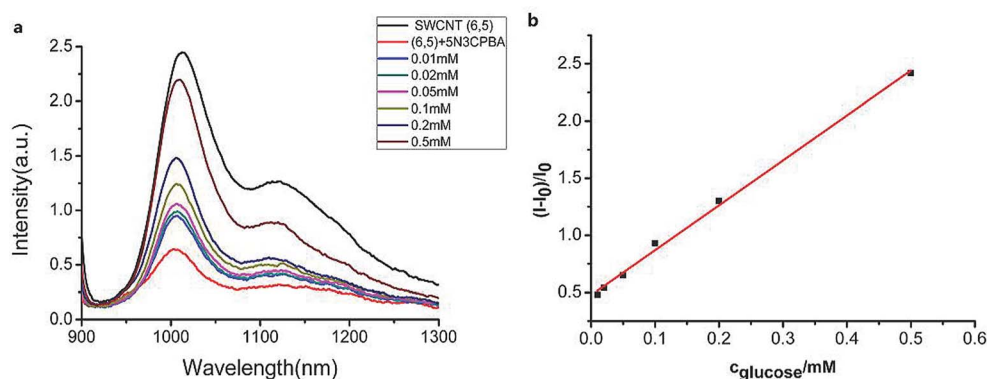 a
SWCNT (6,5)
(6,5)+5N3CPBA
0.01mM
0.02mM
0.05mM
0.1mM
0.2mM
0.5mM
2.5
2.0
1.5
1.0
0.5
0.0
Intensity(a.u.)
900 1000 1100 1200 1300
Wavelength(nm)
b
2.5
2.0
1.5
1.0
0.5
(I-I0)/I0
0.0 0.1 0.2 0.3 0.4 0.5 0.6
cglucose/mM